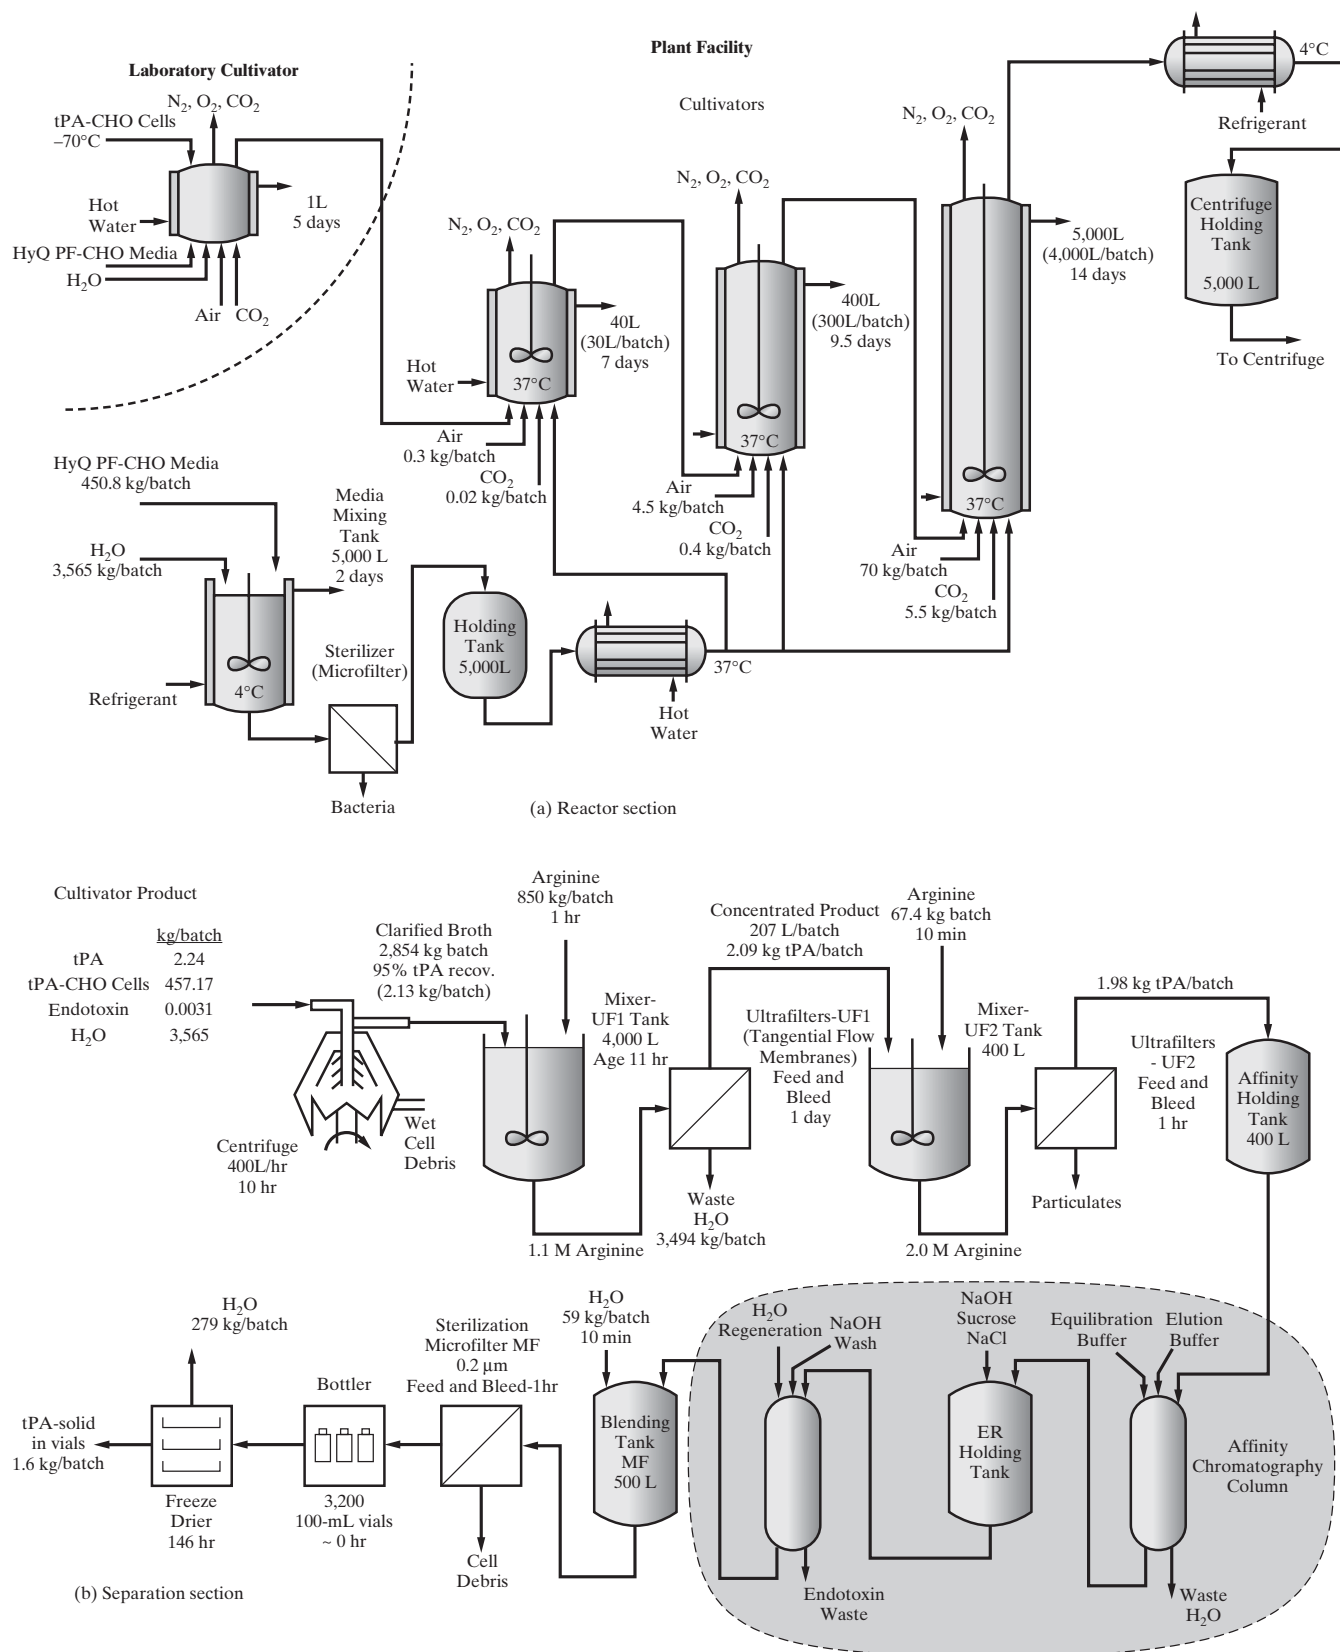 Plant Facility
Laboratory Cultivator
N₂, O₂, CO₂
tPA-CHO Cells
–70°C
Hot
Water
1L
5 days
HyQ PF-CHO Media
H₂O
Air
CO₂
Cultivators
N₂, O₂, CO₂
40L
(30L/batch)
7 days
Hot
Water
37°C
Air
0.3 kg/batch
CO₂
0.02 kg/batch
N₂, O₂, CO₂
400L
(300L/batch)
9.5 days
37°C
Air
4.5 kg/batch
CO₂
0.4 kg/batch
N₂, O₂, CO₂
5,000L
(4,000L/batch)
14 days
37°C
Air
70 kg/batch
CO₂
5.5 kg/batch
4°C
Refrigerant
Centrifuge
Holding
Tank
5,000 L
To Centrifuge
HyQ PF-CHO Media
450.8 kg/batch
H₂O
3,565 kg/batch
Media
Mixing
Tank
5,000 L
2 days
Refrigerant
4°C
Sterilizer
(Microfilter)
Bacteria
Holding
Tank
5,000L
37°C
Hot
Water
(a) Reactor section
Cultivator Product
kg/batch
tPA 2.24
tPA-CHO Cells 457.17
Endotoxin 0.0031
H₂O 3,565
Centrifuge
400L/hr
10 hr
Wet
Cell
Debris
Clarified Broth
2,854 kg batch
95% tPA recov.
(2.13 kg/batch)
Arginine
850 kg/batch
1 hr
Mixer-
UF1 Tank
4,000 L
Age 11 hr
1.1 M Arginine
Concentrated Product
207 L/batch
2.09 kg tPA/batch
Ultrafilters-UF1
(Tangential Flow
Membranes)
Feed and
Bleed
1 day
Waste
H₂O
3,494 kg/batch
Arginine
67.4 kg batch
10 min
Mixer-
UF2 Tank
400 L
2.0 M Arginine
1.98 kg tPA/batch
Ultrafilters
- UF2
Feed and
Bleed
1 hr
Particulates
Affinity
Holding
Tank
400 L
H₂O
279 kg/batch
tPA-solid
in vials
1.6 kg/batch
Freeze
Drier
146 hr
Bottler
3,200
100-mL vials
~ 0 hr
Sterilization
Microfilter MF
0.2 μm
Feed and Bleed-1hr
Cell
Debris
H₂O
59 kg/batch
10 min
Blending
Tank
MF
500 L
H₂O
Regeneration
NaOH
Wash
Endotoxin
Waste
NaOH
Sucrose
NaCl
ER
Holding
Tank
Equilibration
Buffer
Elution
Buffer
Affinity
Chromatography
Column
Waste
H₂O
(b) Separation section